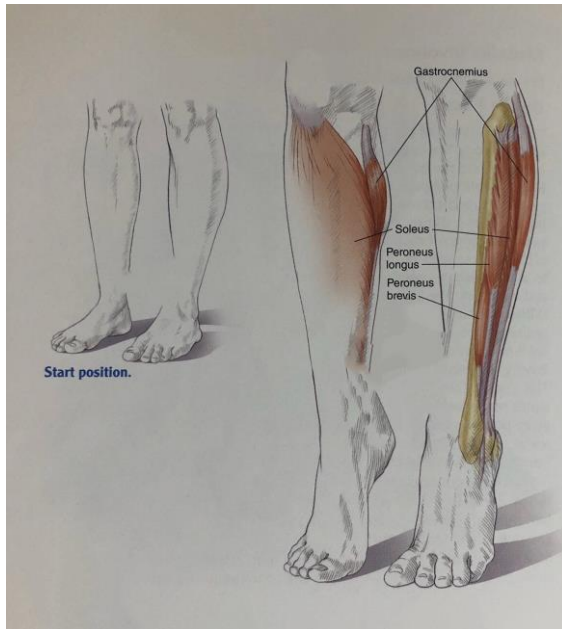 Gastrocnemius
Soleus
Peroneus
longus
Peroneus
brevis
Start position.